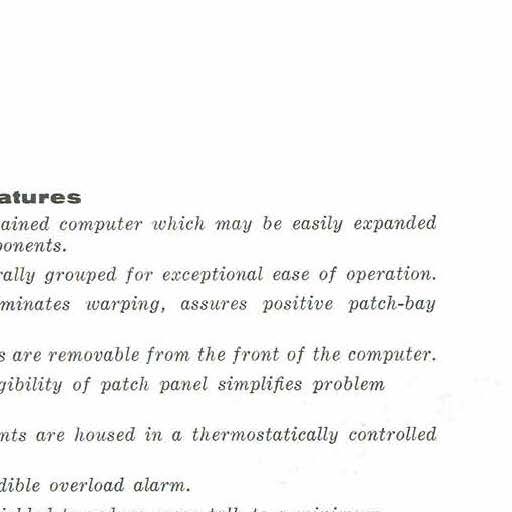 atures
ained computer which may be easily expanded
ponents.
rally grouped for exceptional ease of operation.
minates warping, assures positive patch-bay
s are removable from the front of the computer.
gibility of patch panel simplifies problem
nts are housed in a thermostatically controlled
dible overload alarm.